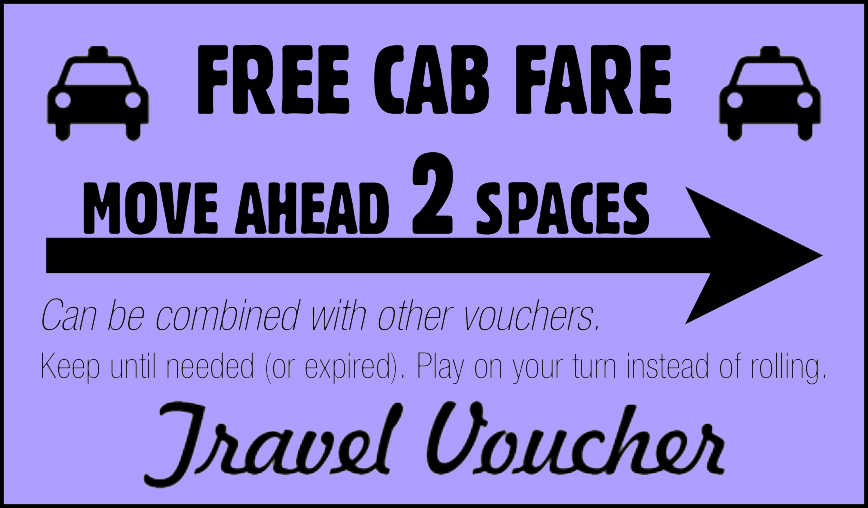 FREE CAB FARE
MOVE AHEAD 2 SPACES
Can be combined with other vouchers.
Keep until needed (or expired). Play on your turn instead of rolling.
Travel Voucher